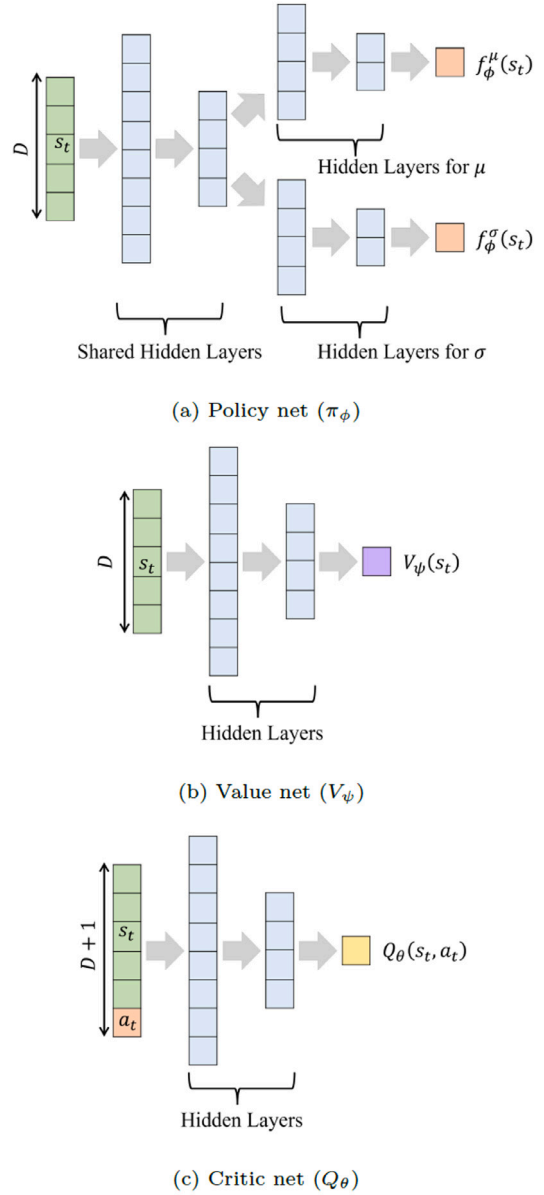 D
s_t
f_ϕ^μ(s_t)
Hidden Layers for μ
f_ϕ^σ(s_t)
Shared Hidden Layers
Hidden Layers for σ
(a) Policy net (π_ϕ)
D
s_t
V_ψ(s_t)
Hidden Layers
(b) Value net (V_ψ)
D + 1
s_t
a_t
Q_θ(s_t, a_t)
Hidden Layers
(c) Critic net (Q_θ)